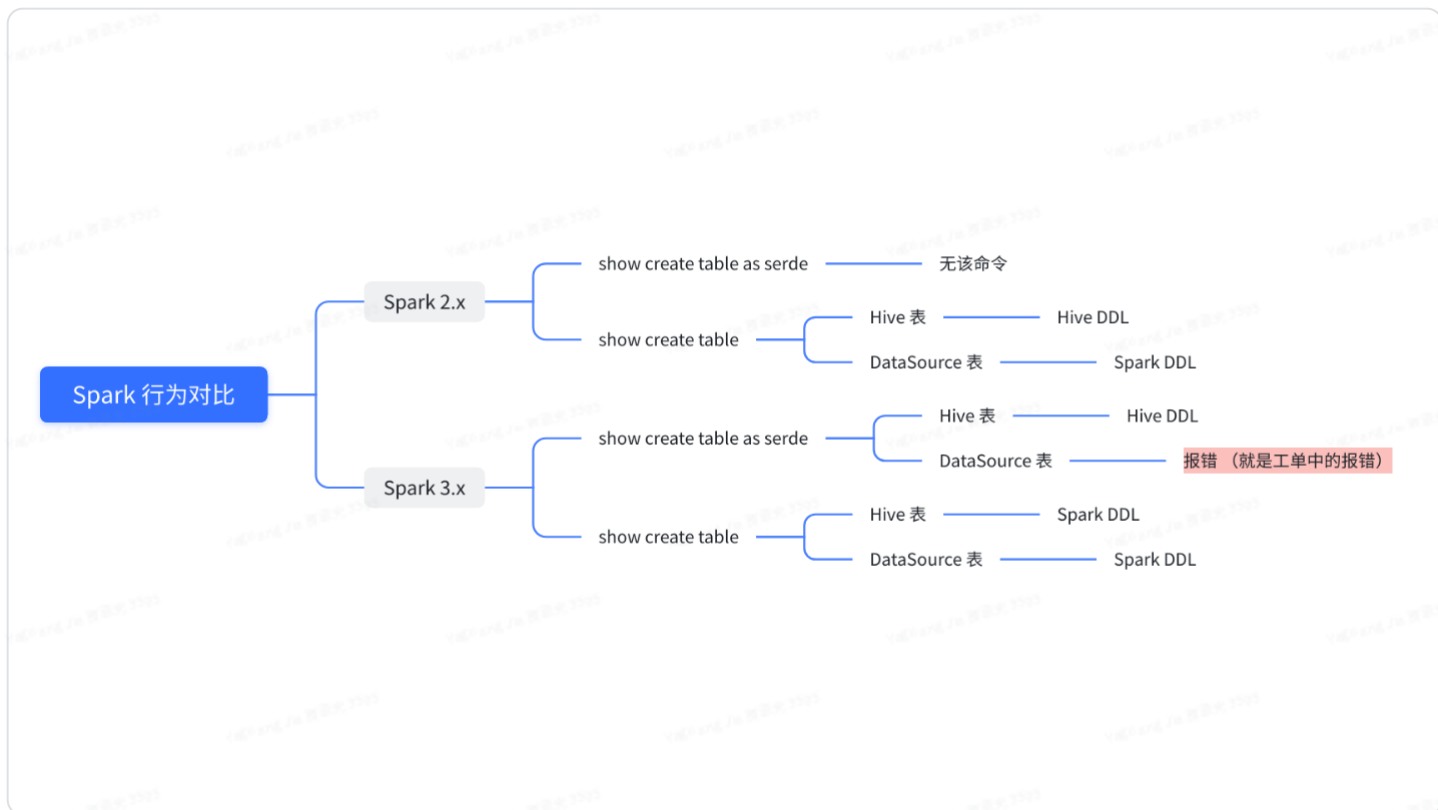 Spark 行为对比
Spark 2.x
show create table as serde
无该命令
show create table
Hive 表
Hive DDL
DataSource 表
Spark DDL
Spark 3.x
show create table as serde
Hive 表
Hive DDL
DataSource 表
报错 （就是工单中的报错）
show create table
Hive 表
Spark DDL
DataSource 表
Spark DDL